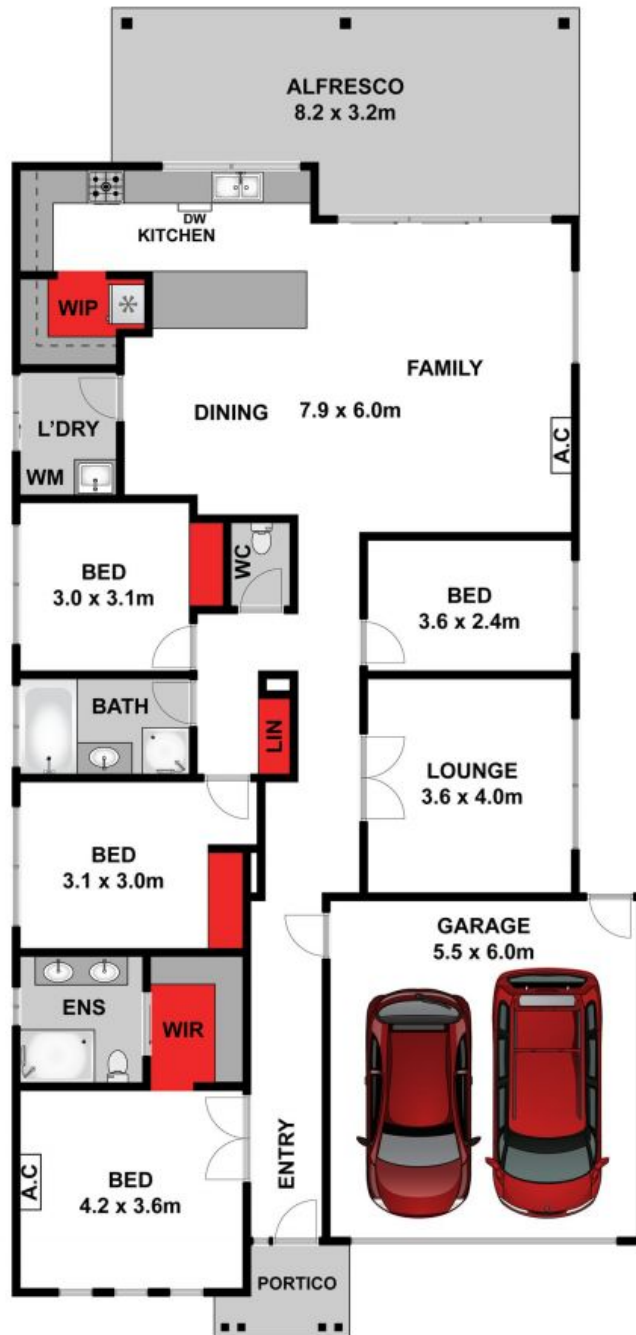 ALFRESCO
8.2 x 3.2m
DW
KITCHEN
WIP
FAMILY
DINING
7.9 x 6.0m
A.C
L'DRY
WM
BED
3.0 x 3.1m
WC
BED
3.6 x 2.4m
BATH
LIN
LOUNGE
3.6 x 4.0m
BED
3.1 x 3.0m
GARAGE
5.5 x 6.0m
ENS
WIR
A.C
BED
4.2 x 3.6m
ENTRY
PORTICO